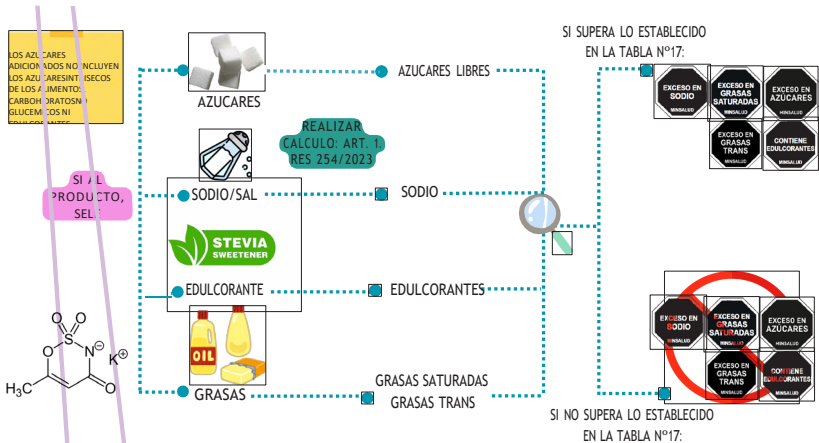 LOS AZUCARES
ADICIONADOS NO INCLUYEN
LOS AZUCARES INTRISECOS
DE LOS ALIMENTOS
CARBOHIDRATOS NO
GLUCEMICOS NI
EDULCORANTES
SI AL
PRODUCTO,
SE LE
AZUCARES
SODIO/SAL
STEVIA
SWEETENER
EDULCORANTE
OIL
GRASAS
REALIZAR
CALCULO: ART. 1.
RES 254/2023
AZUCARES LIBRES
SODIO
EDULCORANTES
GRASAS SATURADAS
GRASAS TRANS
SI SUPERA LO ESTABLECIDO
EN LA TABLA N°17:
EXCESO EN
SODIO
MINSALUD
EXCESO EN
GRASAS
SATURADAS
MINSALUD
EXCESO EN
AZÚCARES
MINSALUD
EXCESO EN
GRASAS
TRANS
MINSALUD
CONTIENE
EDULCORANTES
MINSALUD
EXCESO EN
SODIO
MINSALUD
EXCESO EN
GRASAS
SATURADAS
MINSALUD
EXCESO EN
AZÚCARES
MINSALUD
EXCESO EN
GRASAS
TRANS
MINSALUD
CONTIENE
EDULCORANTES
MINSALUD
SI NO SUPERA LO ESTABLECIDO
EN LA TABLA N°17:
O O
S
O N⁻ K⁺
H₃C O